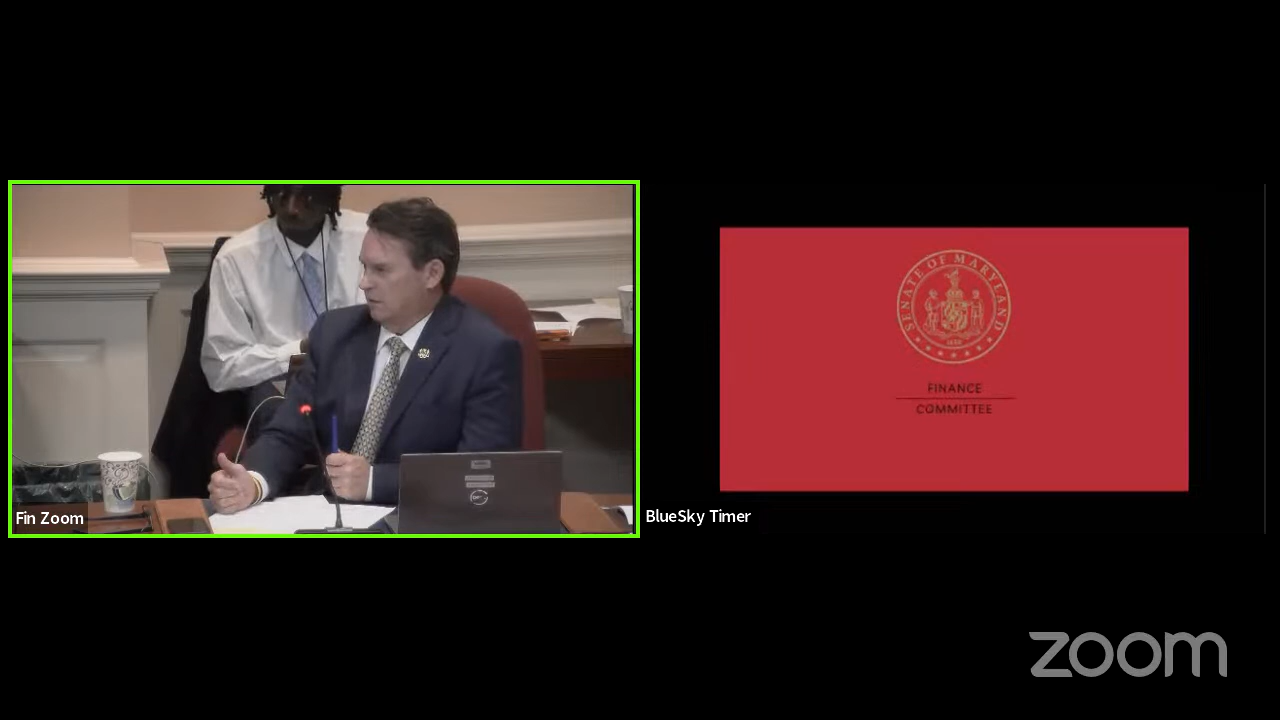 Fin Zoom
SENATE OF MARYLAND
FINANCE
COMMITTEE
BlueSky Timer
zoom